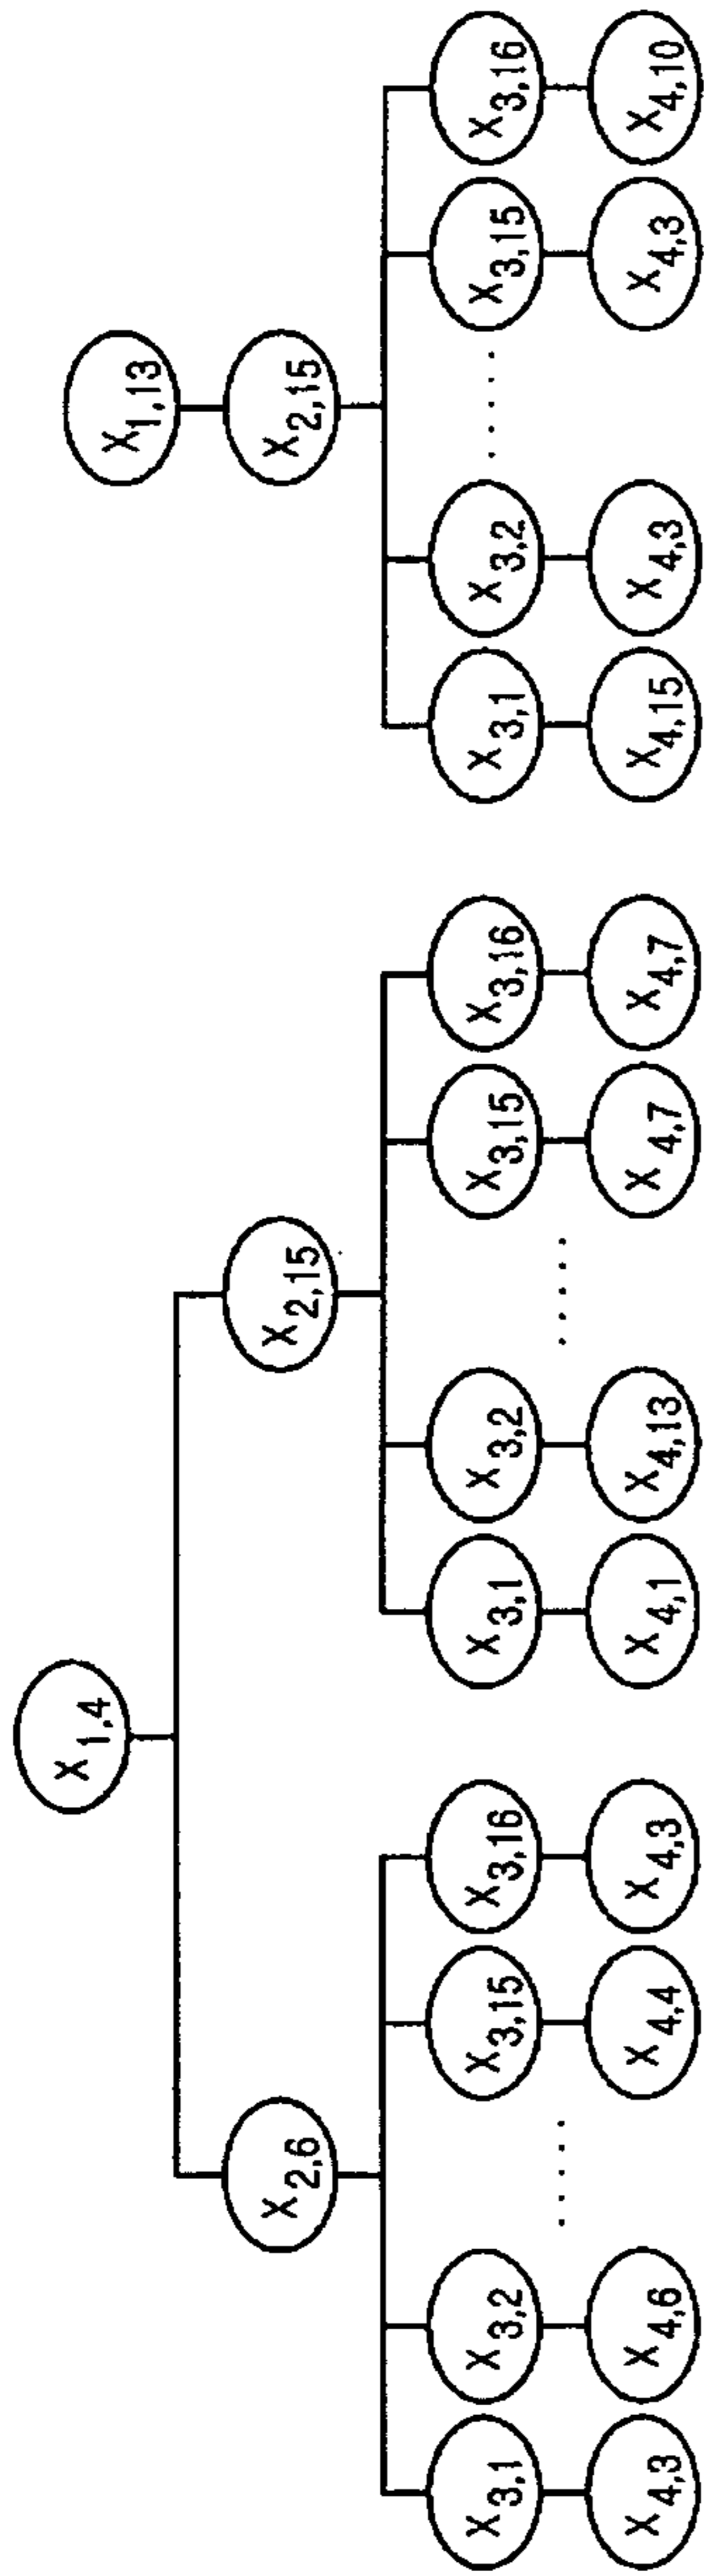 X1,4
X1,13
X2,6 X2,15 X2,15
X3,1 X3,2 X3,15 X3,16 X3,1 X3,2 X3,15 X3,16 X3,1 X3,2 ..... X3,15 X3,16
..... .....
X4,3 X4,6 X4,4 X4,3 X4,1 X4,13 X4,7 X4,7 X4,15 X4,3 X4,3 X4,10